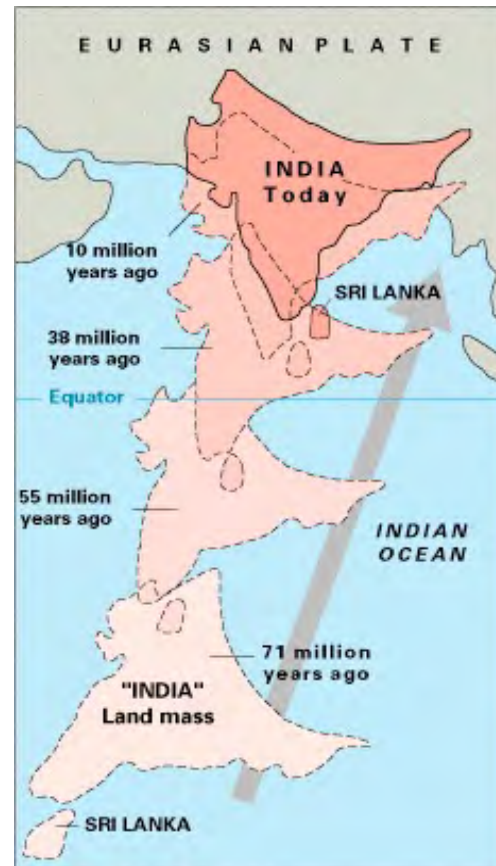 EURASIAN PLATE
INDIA
Today
10 million
years ago
SRI LANKA
38 million
years ago
Equator
55 million
years ago
INDIAN
OCEAN
71 million
years ago
"INDIA"
Land mass
SRI LANKA